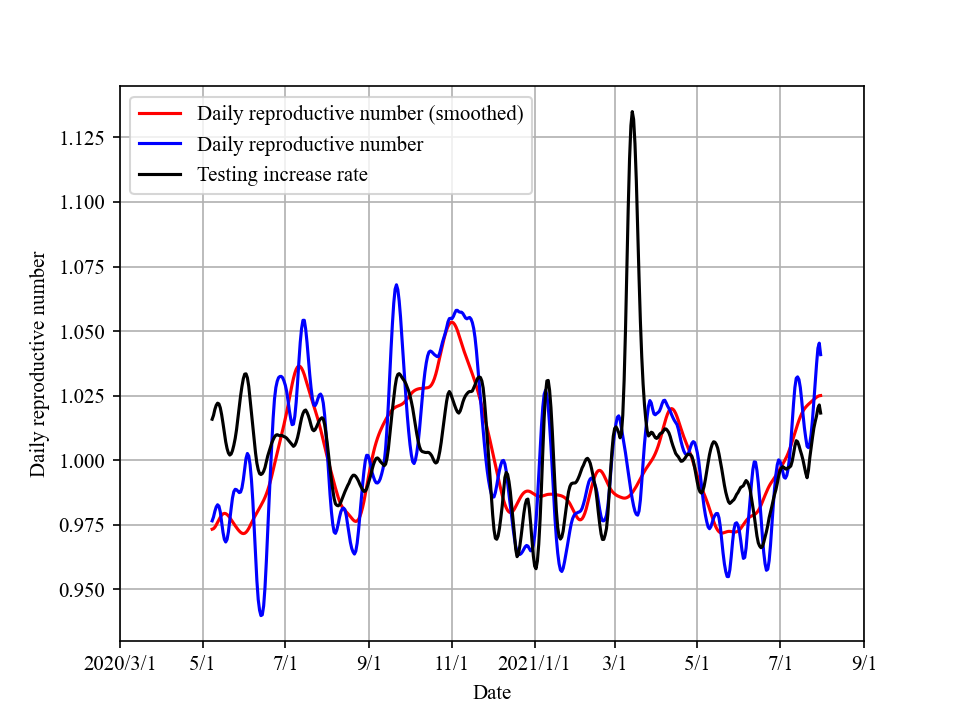 Daily reproductive number (smoothed)
Daily reproductive number
Testing increase rate
1.125
1.100
1.075
1.050
1.025
1.000
0.975
0.950
Daily reproductive number
2020/3/1 5/1 7/1 9/1 11/1 2021/1/1 3/1 5/1 7/1 9/1
Date